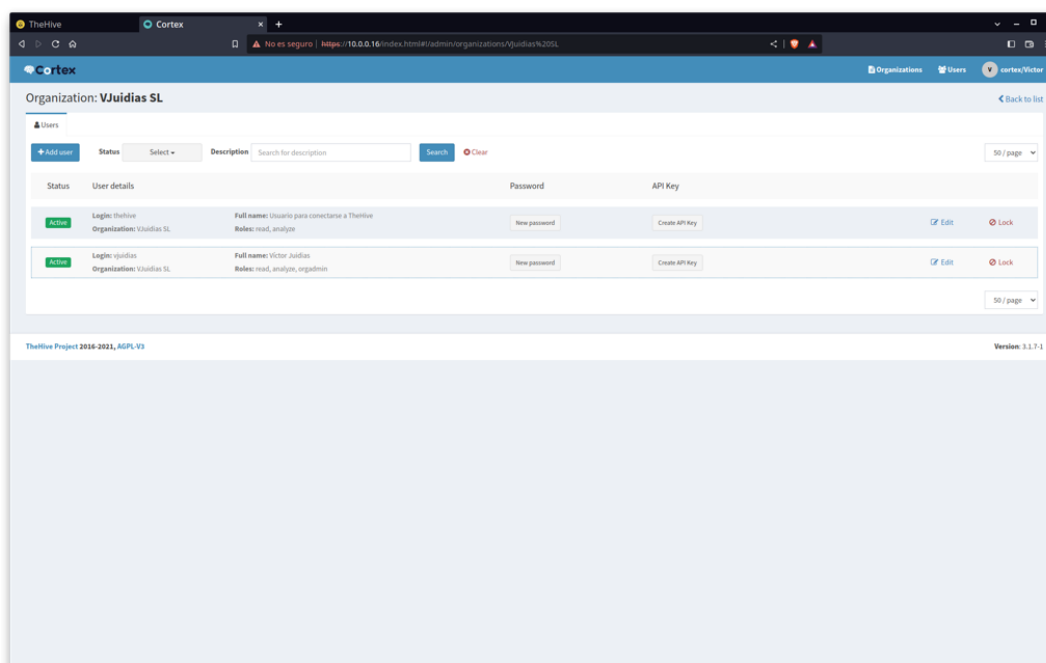 TheHive Cortex
No es seguro | https://10.0.0.16/index.html#!/admin/organizations/VJuidias%20SL
Cortex Organizations Users V cortex/Victor
Organization: VJuidias SL Back to list
Users
Add user Status Select Description Search for description Search Clear 50 / page
Status User details Password API Key
Active Login: thehive Full name: Usuario para conectarse a TheHive New password Create API Key Edit Lock
Organization: VJuidias SL Roles: read, analyze
Active Login: vjuidias Full name: Victor Juidias New password Create API Key Edit Lock
Organization: VJuidias SL Roles: read, analyze, orgadmin
50 / page
TheHive Project 2016-2021, AGPL-V3 Version: 3.1.7-1